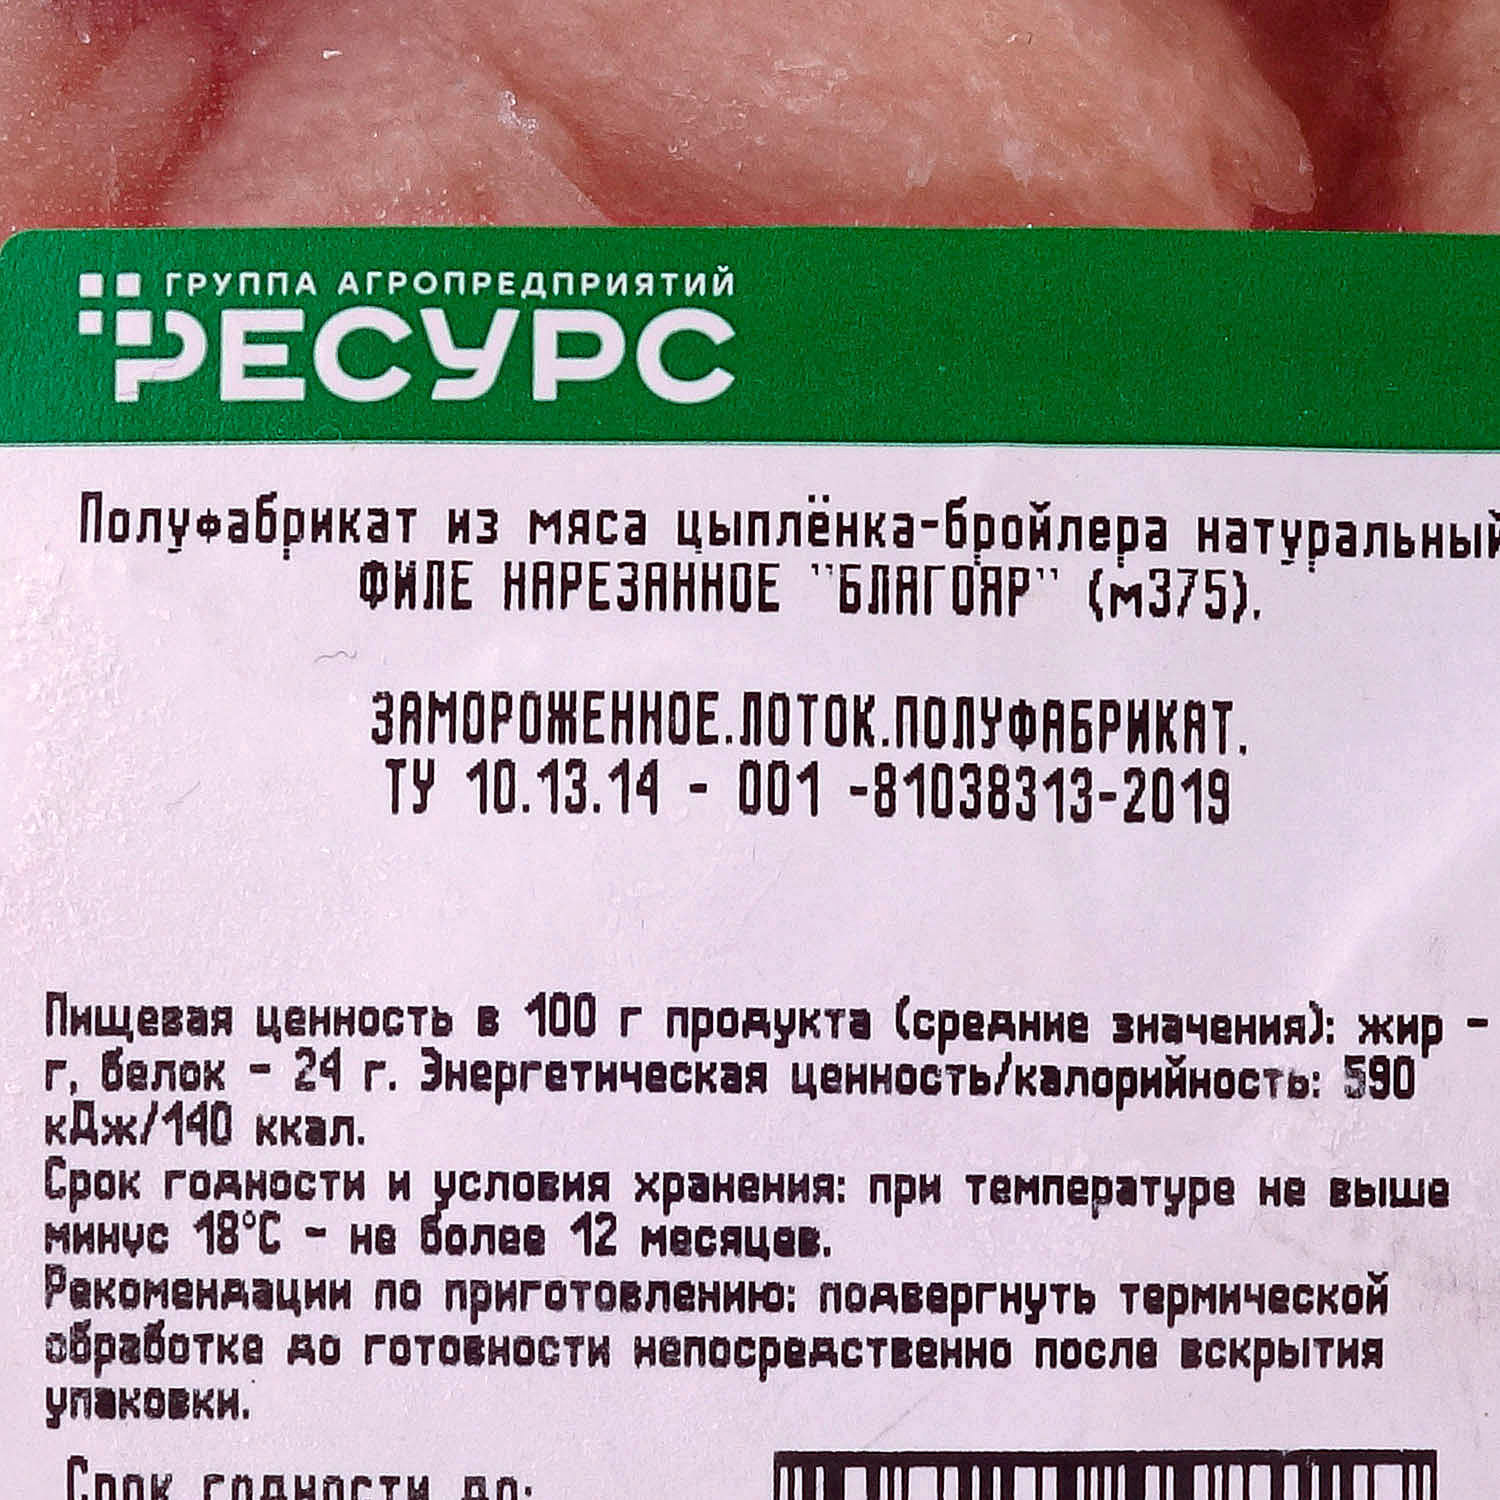 ГРУППА АГРОПРЕДПРИЯТИЙ
РЕСУРС
Полуфабрикат из мяса цыплёнка-бройлера натуральный
ФИЛЕ НАРЕЗАННОЕ "БЛАГОЯР" (м375).
ЗАМОРОЖЕННОЕ.ЛОТОК.ПОЛУФАБРИКАТ.
ТУ 10.13.14 - 001 -81038313-2019
Пищевая ценность в 100 г продукта (средние значения): жир -
г, белок - 24 г. Энергетическая ценность/калорийность: 590
кДж/140 ккал.
Срок годности и условия хранения: при температуре не выше
минус 18°С - не более 12 месяцев.
Рекомендации по приготовлению: подвергнуть термической
обработке до готовности непосредственно после вскрытия
упаковки.
Срок годности до: